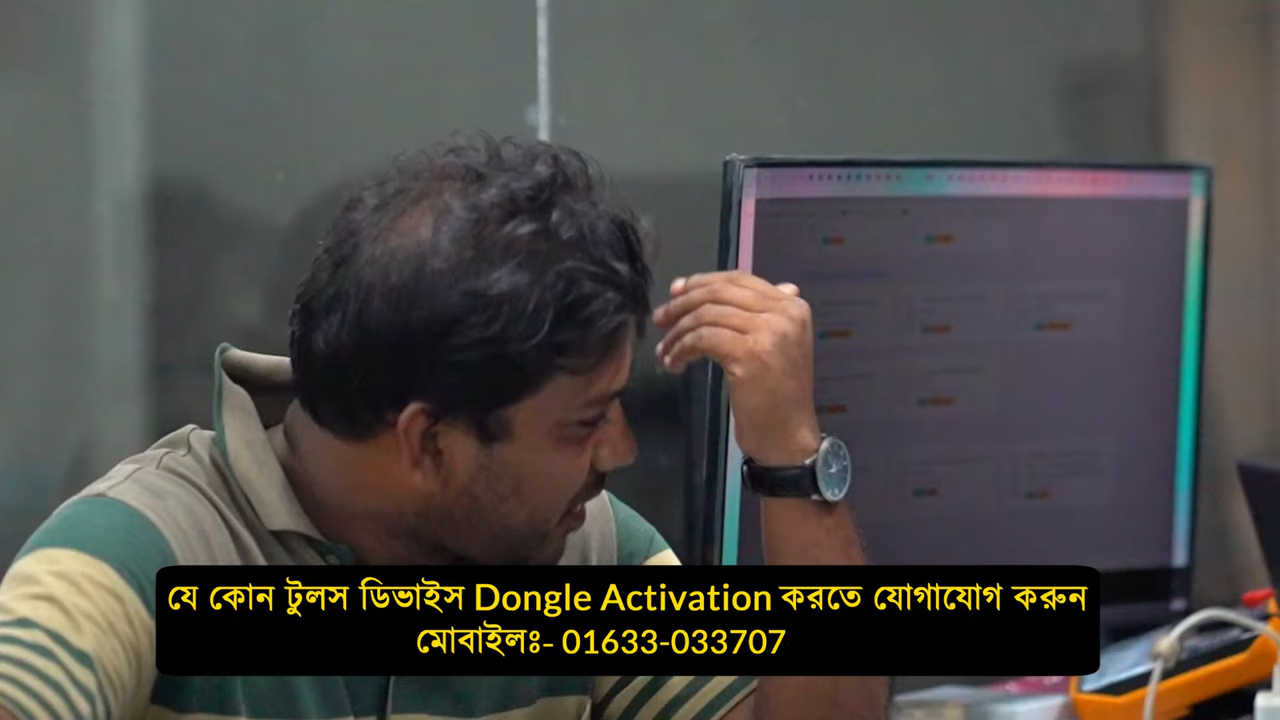 যে কোন টুলস ডিভাইস Dongle Activation করতে যোগাযোগ করুন
মোবাইলঃ- 01633-033707